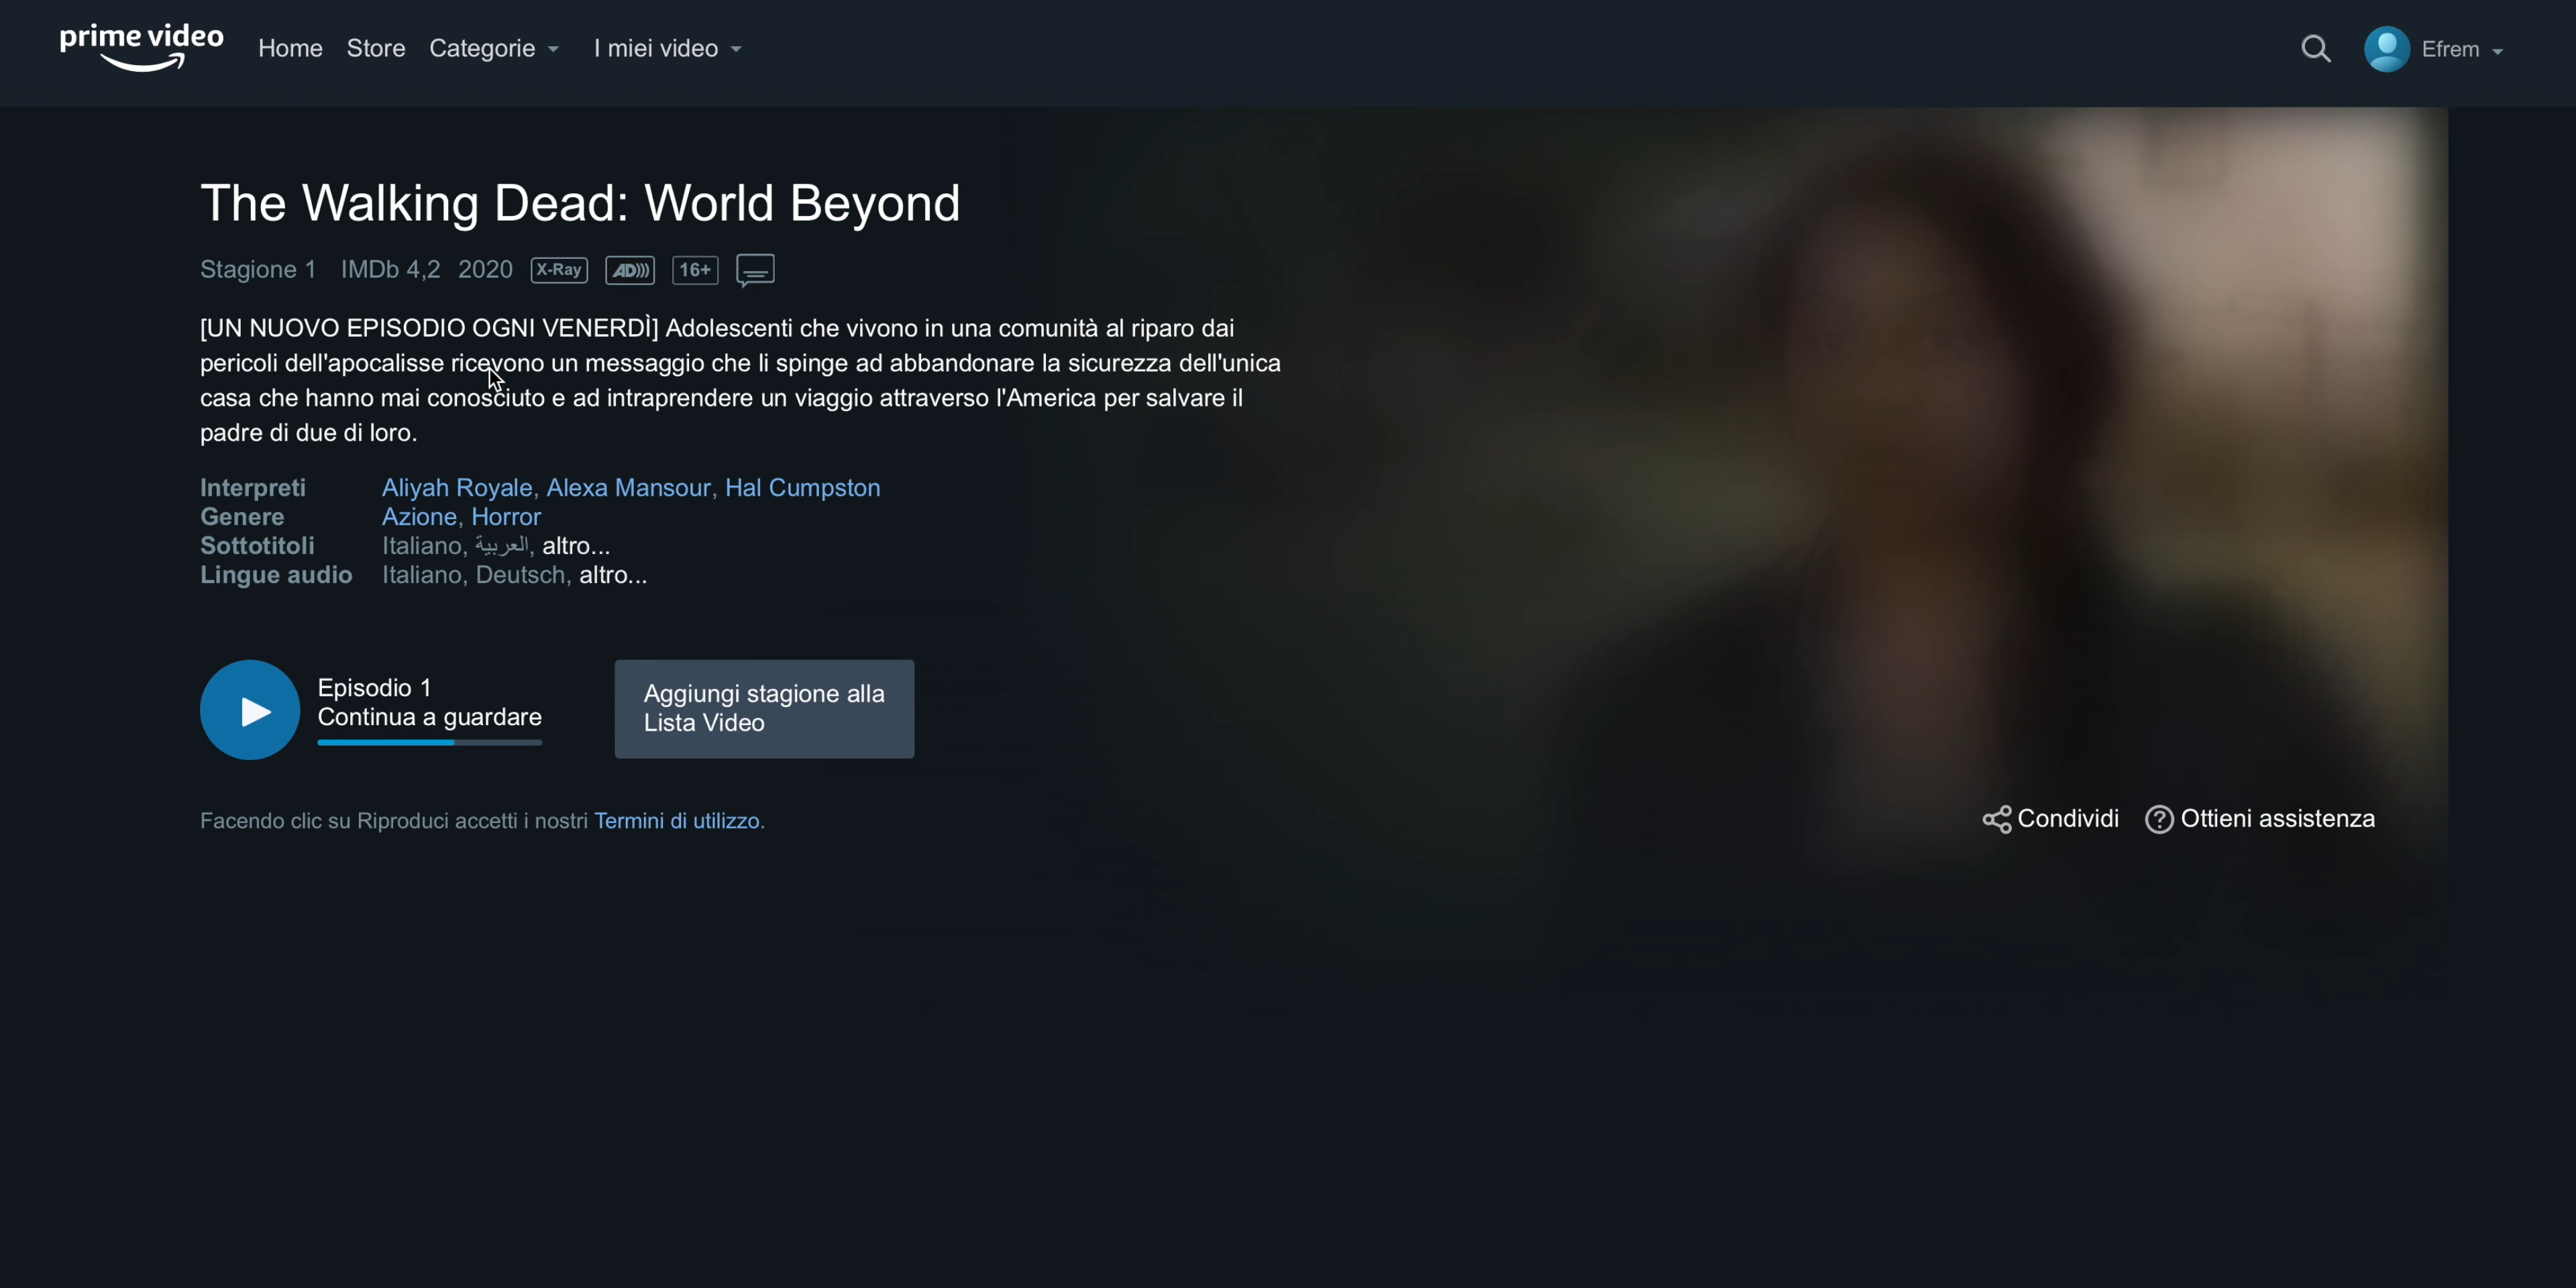 prime video
Home Store Categorie I miei video
Efrem
The Walking Dead: World Beyond
Stagione 1 IMDb 4,2 2020 X-Ray AD))) 16+
[UN NUOVO EPISODIO OGNI VENERDÌ] Adolescenti che vivono in una comunità al riparo dai
pericoli dell'apocalisse ricevono un messaggio che li spinge ad abbandonare la sicurezza dell'unica
casa che hanno mai conosciuto e ad intraprendere un viaggio attraverso l'America per salvare il
padre di due di loro.
Interpreti Aliyah Royale, Alexa Mansour, Hal Cumpston
Genere Azione, Horror
Sottotitoli Italiano, العربية, altro...
Lingue audio Italiano, Deutsch, altro...
Episodio 1
Continua a guardare
Aggiungi stagione alla
Lista Video
Facendo clic su Riproduci accetti i nostri Termini di utilizzo.
Condividi ? Ottieni assistenza